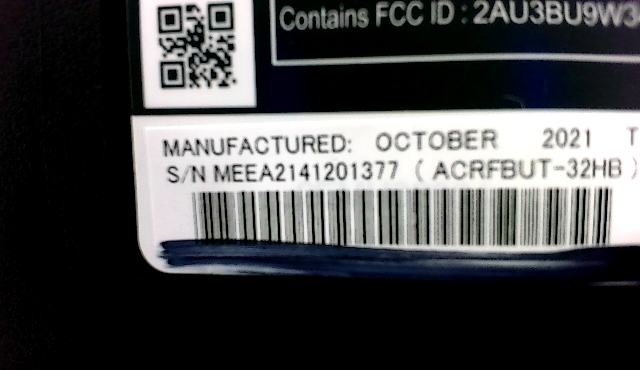 Contains FCC ID : 2AU3BU9W3
MANUFACTURED: OCTOBER 2021 T
S/N MEEA2141201377 ( ACRFBUT-32HB )